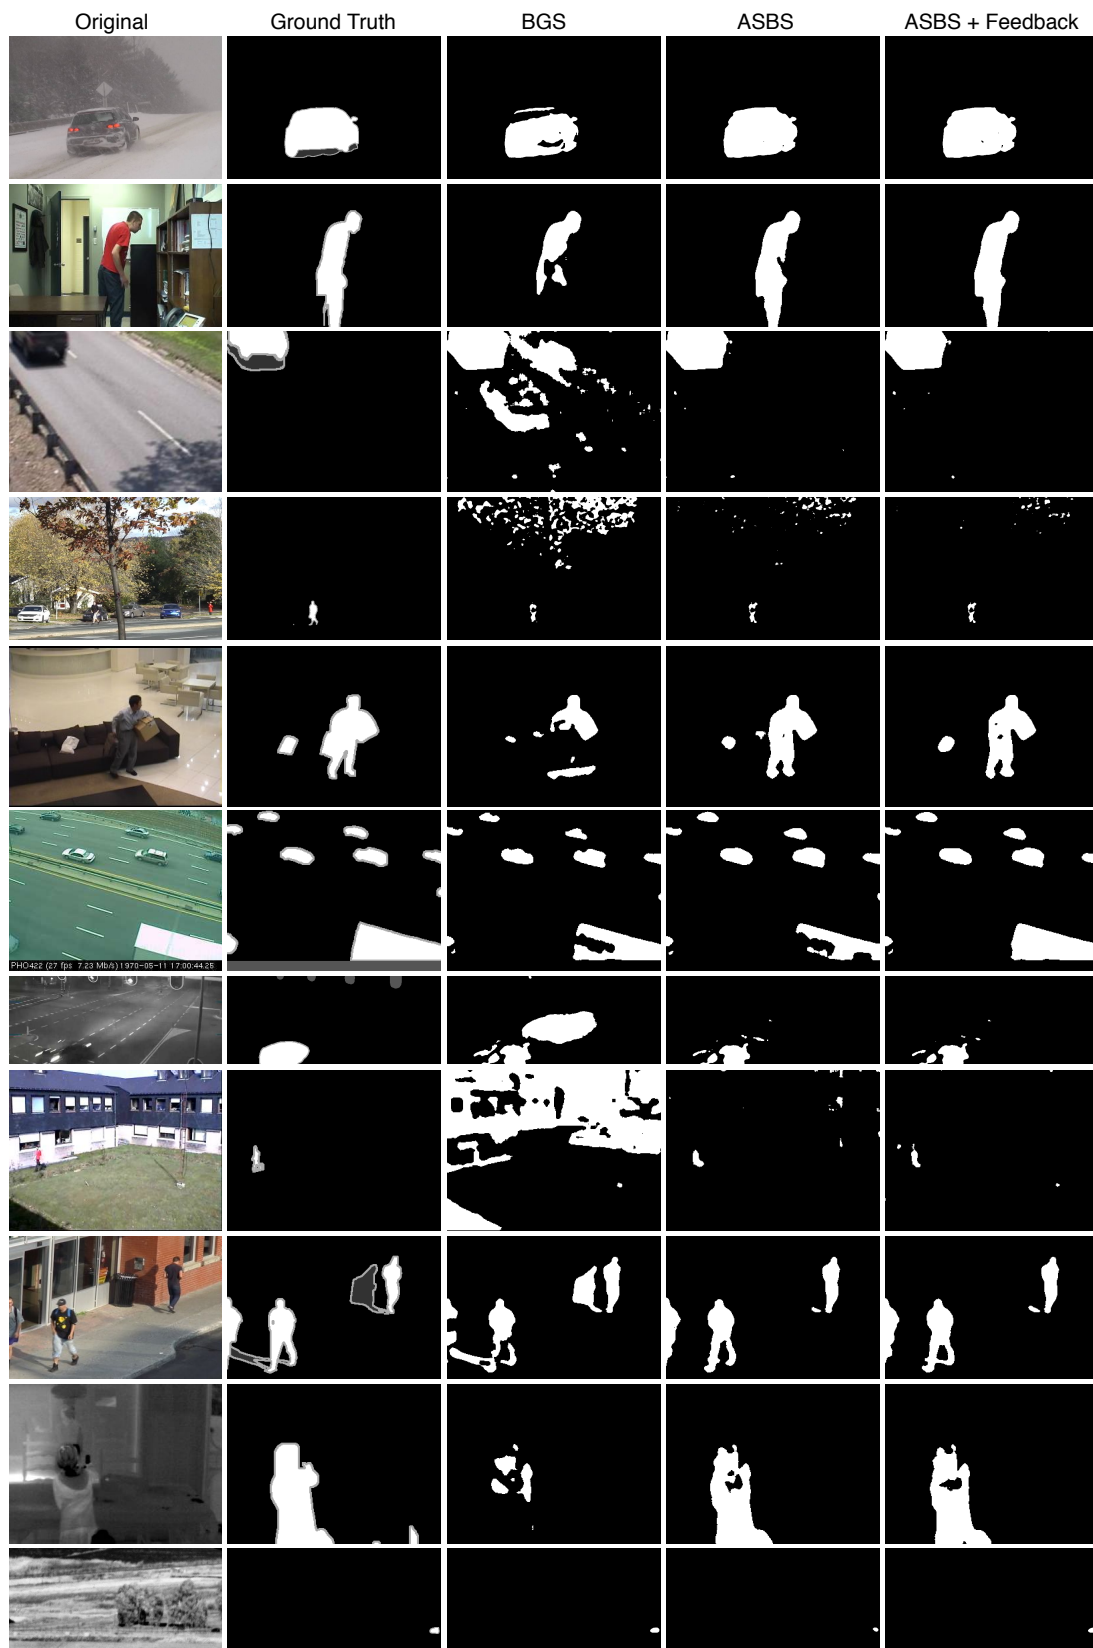 Original Ground Truth BGS ASBS ASBS + Feedback
PHO422 (27 fps 7.23 Mb/s) 1970-05-11 17:00:44.25